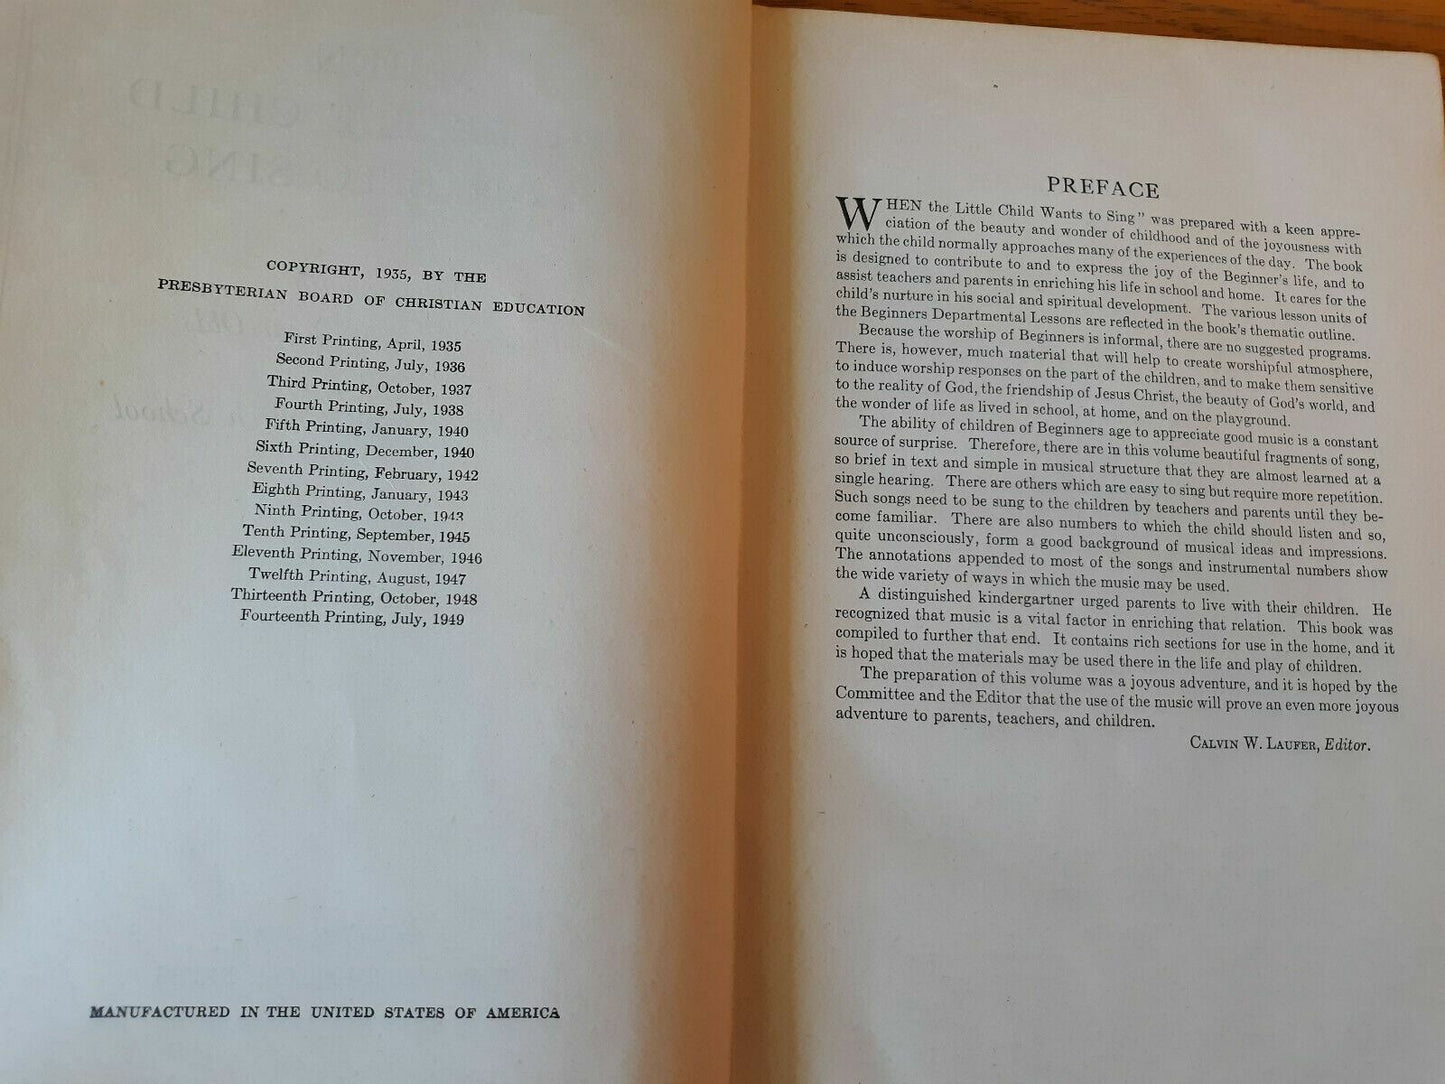 COPYRIGHT, 1935, BY THE
PRESBYTERIAN BOARD OF CHRISTIAN EDUCATION
First Printing, April, 1935
Second Printing, July, 1936
Third Printing, October, 1937
Fourth Printing, July, 1938
Fifth Printing, January, 1940
Sixth Printing, December, 1940
Seventh Printing, February, 1942
Eighth Printing, January, 1943
Ninth Printing, October, 1943
Tenth Printing, September, 1945
Eleventh Printing, November, 1946
Twelfth Printing, August, 1947
Thirteenth Printing, October, 1948
Fourteenth Printing, July, 1949
MANUFACTURED IN THE UNITED STATES OF AMERICA
PREFACE
WHEN the Little Child Wants to Sing" was prepared with a keen appre-
ciation of the beauty and wonder of childhood and of the joyousness with
which the child normally approaches many of the experiences of the day. The book
is designed to contribute to and to express the joy of the Beginner's life, and to
assist teachers and parents in enriching his life in school and home. It cares for the
child's nurture in his social and spiritual development. The various lesson units of
the Beginners Departmental Lessons are reflected in the book's thematic outline.
Because the worship of Beginners is informal, there are no suggested programs.
There is, however, much material that will help to create worshipful atmosphere,
to induce worship responses on the part of the children, and to make them sensitive
to the reality of God, the friendship of Jesus Christ, the beauty of God's world, and
the wonder of life as lived in school, at home, and on the playground.
The ability of children of Beginners age to appreciate good music is a constant
source of surprise. Therefore, there are in this volume beautiful fragments of song,
so brief in text and simple in musical structure that they are almost learned at a
single hearing. There are others which are easy to sing but require more repetition.
Such songs need to be sung to the children by teachers and parents until they be-
come familiar. There are also numbers to which the child should listen and so,
quite unconsciously, form a good background of musical ideas and impressions.
The annotations appended to most of the songs and instrumental numbers show
the wide variety of ways in which the music may be used.
A distinguished kindergartner urged parents to live with their children. He
recognized that music is a vital factor in enriching that relation. This book was
compiled to further that end. It contains rich sections for use in the home, and it
is hoped that the materials may be used there in the life and play of children.
The preparation of this volume was a joyous adventure, and it is hoped by the
Committee and the Editor that the use of the music will prove an even more joyous
adventure to parents, teachers, and children.
CALVIN W. LAUFER, Editor.